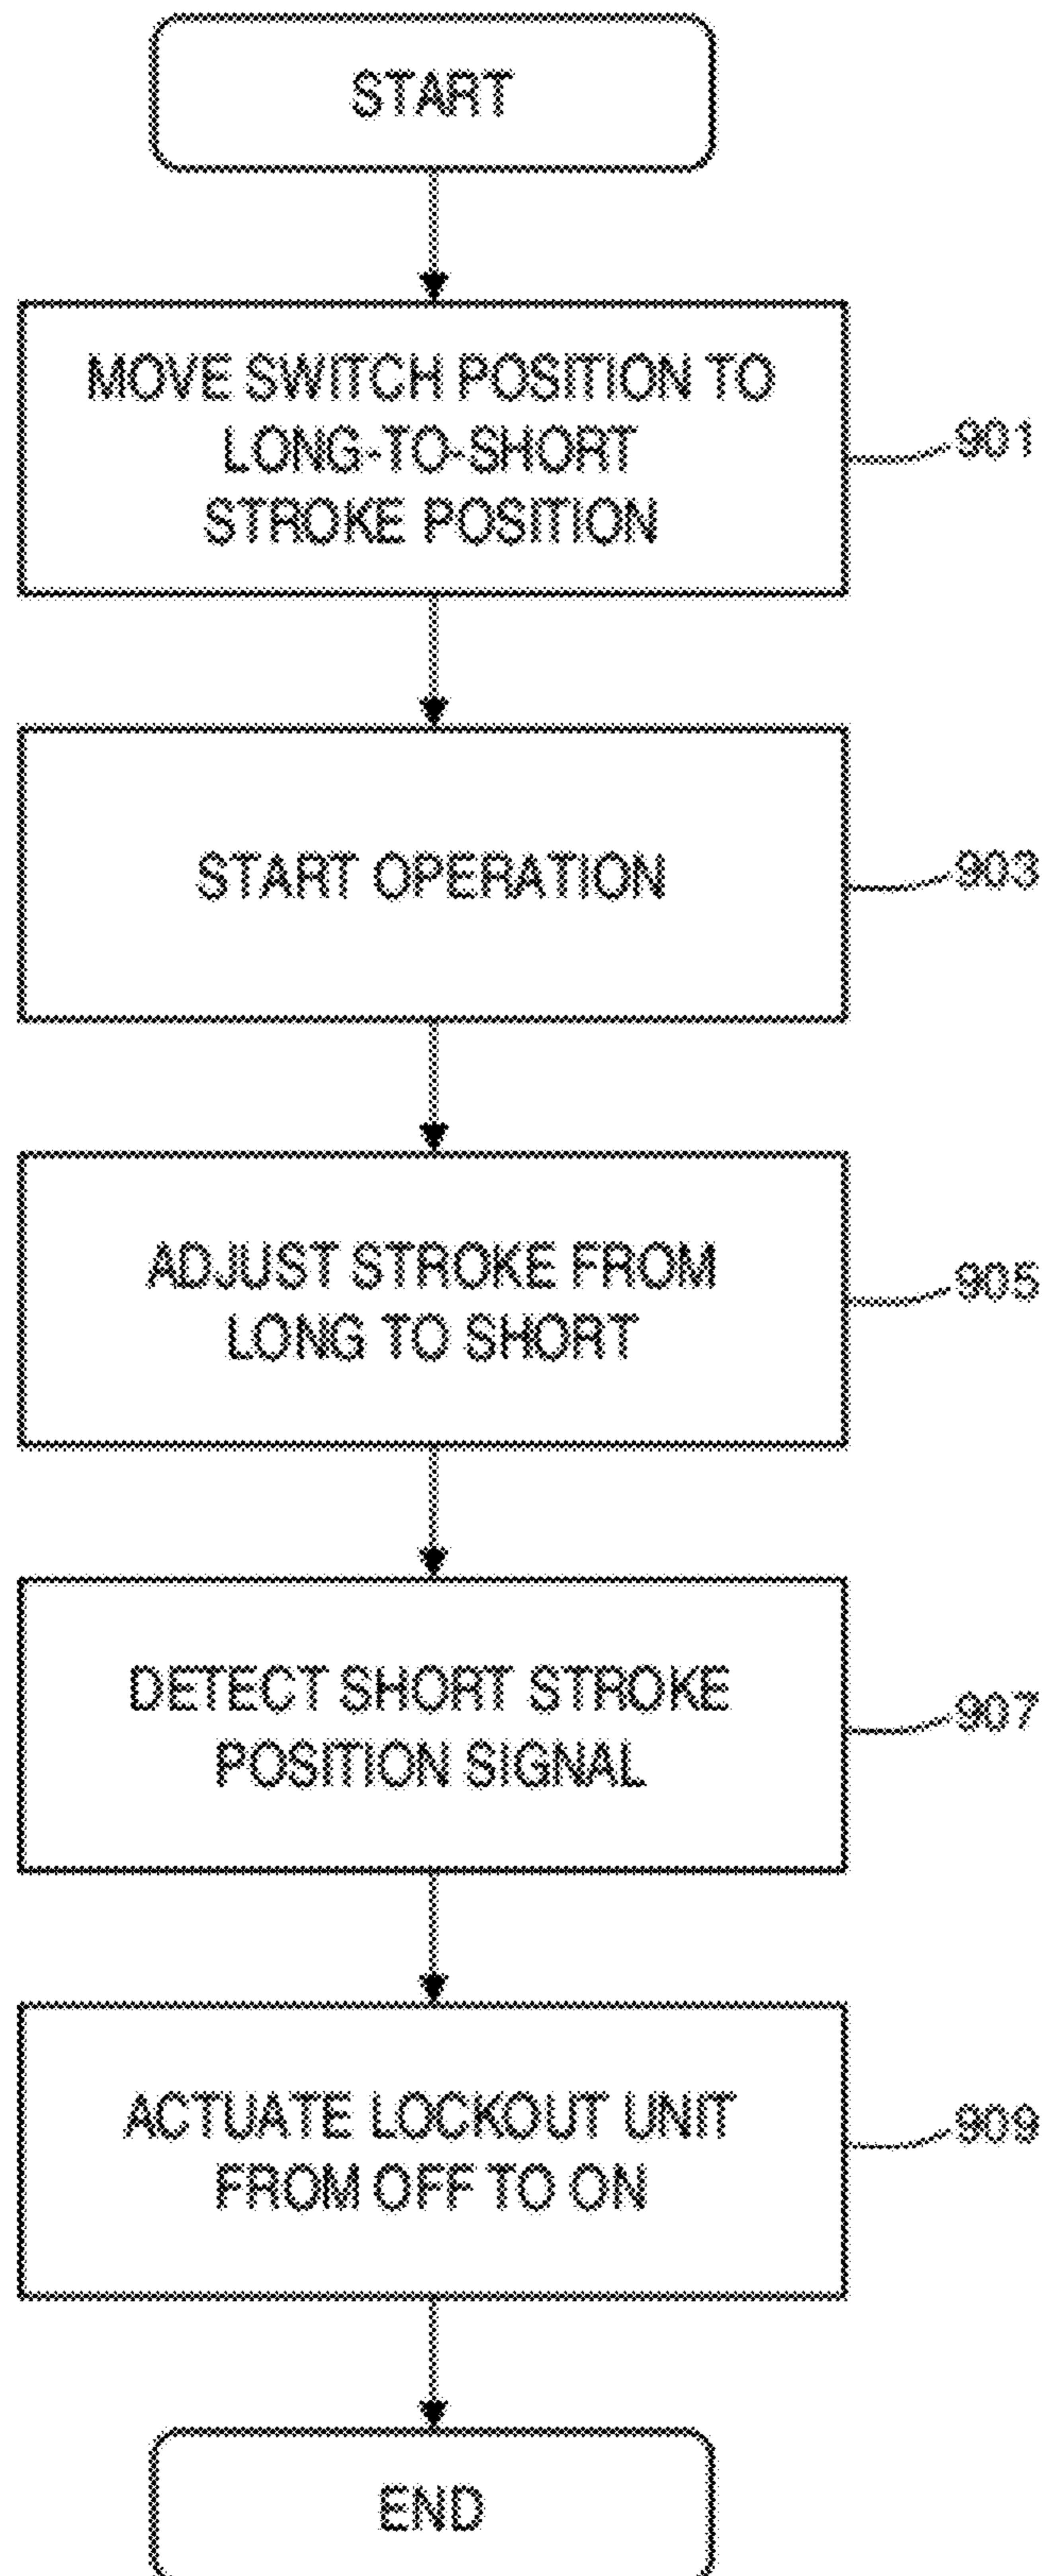 START
MOVE SWITCH POSITION TO
LONG-TO-SHORT
STROKE POSITION
901
START OPERATION
903
ADJUST STROKE FROM
LONG TO SHORT
905
DETECT SHORT STROKE
POSITION SIGNAL
907
ACTUATE LOCKOUT UNIT
FROM OFF TO ON
909
END